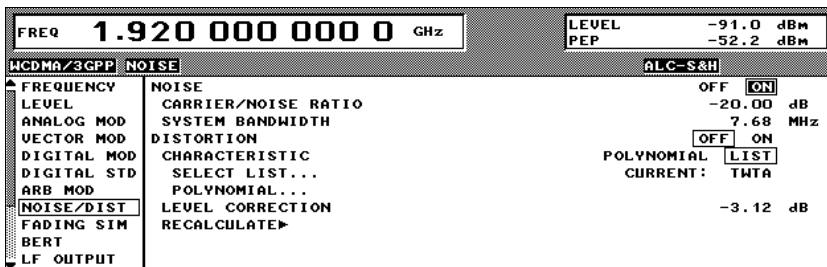 FREQ 1.920 000 000 0 GHz
LEVEL -91.0 dBm
PEP -52.2 dBm
WCDMA/3GPP NOISE ALC-S&H
FREQUENCY
LEVEL
ANALOG MOD
VECTOR MOD
DIGITAL MOD
DIGITAL STD
ARB MOD
NOISE/DIST
FADING SIM
BERT
LF OUTPUT
NOISE OFF ON
CARRIER/NOISE RATIO -20.00 dB
SYSTEM BANDWIDTH 7.68 MHz
DISTORTION OFF ON
CHARACTERISTIC POLYNOMIAL LIST
SELECT LIST... CURRENT: TWTA
POLYNOMIAL...
LEVEL CORRECTION -3.12 dB
RECALCULATE▶